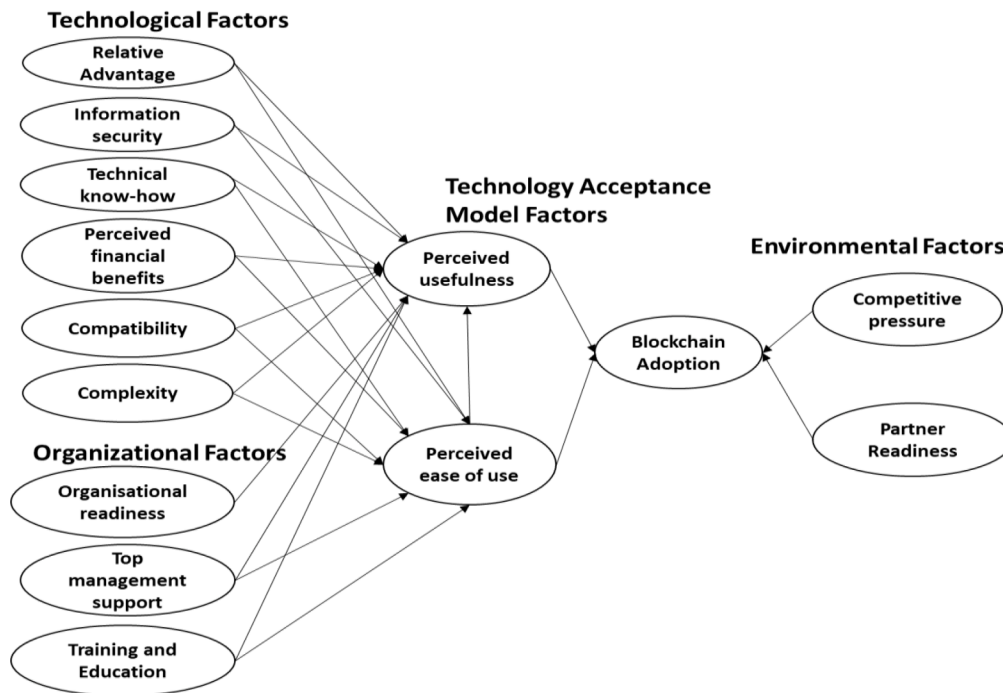 Technological Factors
Relative
Advantage
Information
security
Technical
know-how
Perceived
financial
benefits
Compatibility
Complexity
Organizational Factors
Organisational
readiness
Top
management
support
Training and
Education
Technology Acceptance
Model Factors
Perceived
usefulness
Perceived
ease of use
Blockchain
Adoption
Environmental Factors
Competitive
pressure
Partner
Readiness